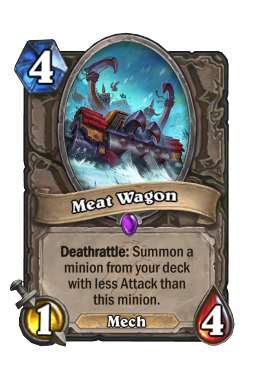 4
Meat Wagon
Deathrattle: Summon a
minion from your deck
with less Attack than
this minion.
1
Mech
4